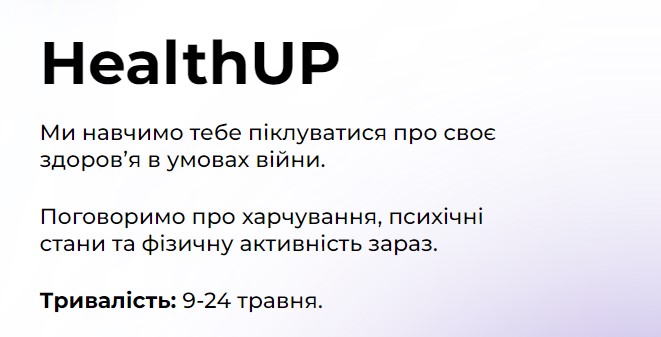 HealthUP
Ми навчимо тебе піклуватися про своє
здоров’я в умовах війни.
Поговоримо про харчування, психічні
стани та фізичну активність зараз.
Тривалість: 9-24 травня.